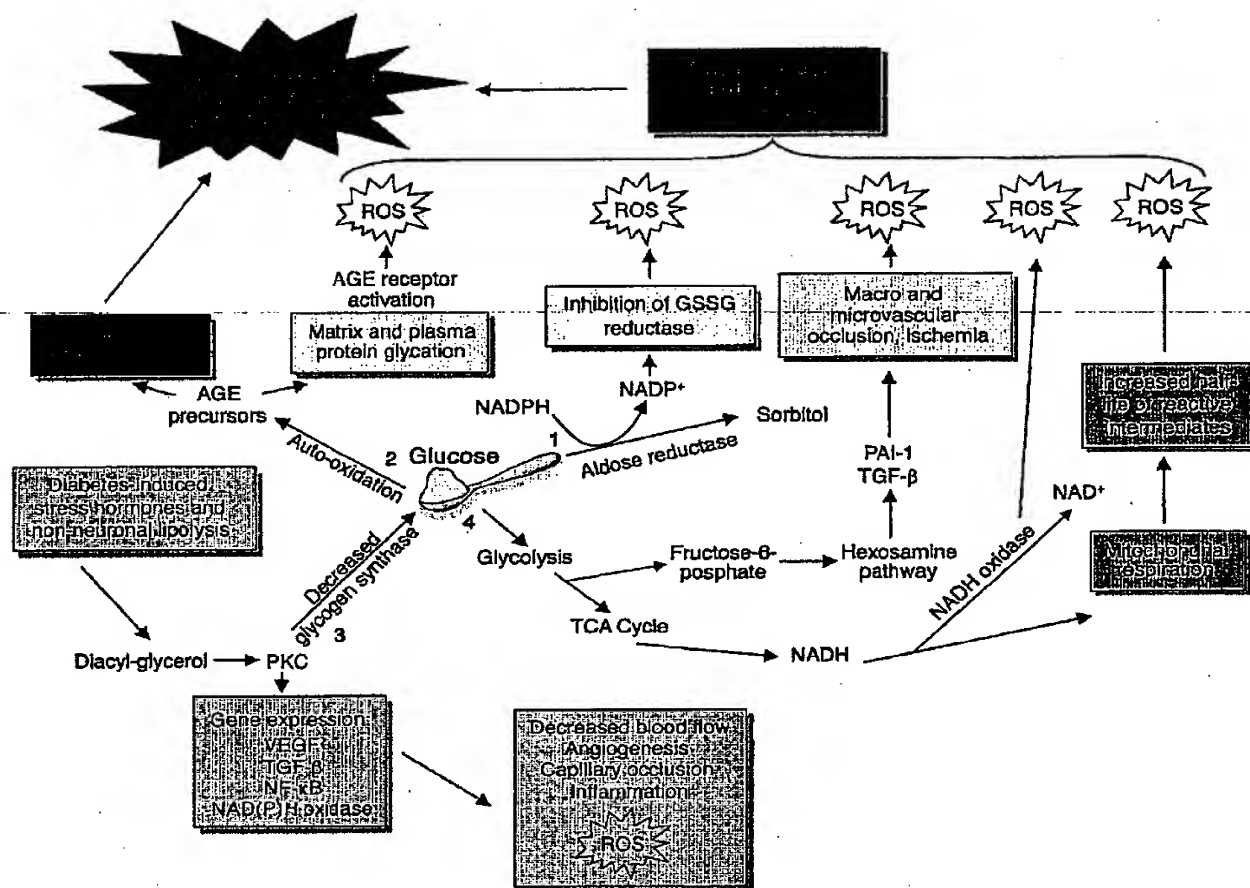 ROS
ROS
ROS
ROS
ROS
AGE receptor
activation
Matrix and plasma
protein glycation
Inhibition of GSSG
reductase
Macro and
microvascular
occlusion, Ischemia
AGE
precursors
NADPH
NADP+
Sorbitol
Increased half-
life of reactive
intermediates
Auto-oxidation
2
Glucose
1
Aldose reductase
PAI-1
TGF-β
Diabetes-Induced
stress hormones and
non-neuronal lipolysis
4
Glycolysis
Fructose-6-
posphate
Hexosamine
pathway
NAD+
Mitochondrial
respiration
Decreased
glycogen synthase
3
NADH oxidase
TCA Cycle
NADH
Diacyl-glycerol
PKC
Gene expression
VEGF
TGF-β
NF-κB
NAD(P)H oxidase
Decreased blood flow
Angiogenesis
Capillary occlusion
Inflammation
ROS